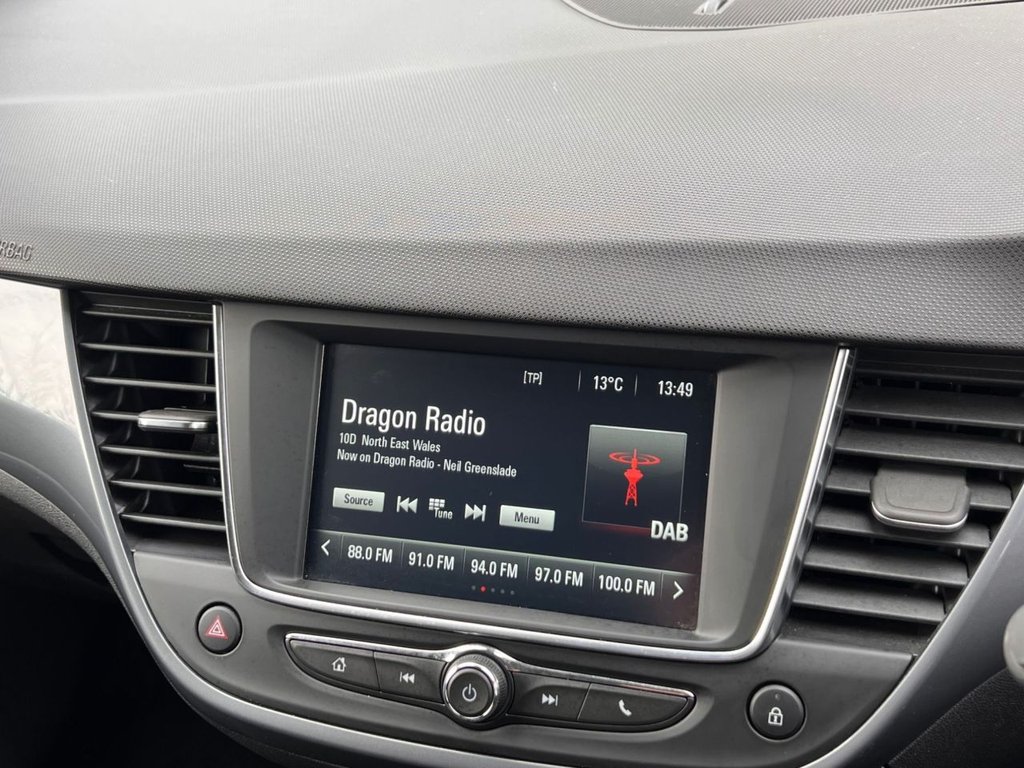 RBAG
[TP] 13°C 13:49
Dragon Radio
10D North East Wales
Now on Dragon Radio - Neil Greenslade
Source Tune Menu
DAB
88.0 FM 91.0 FM 94.0 FM 97.0 FM 100.0 FM